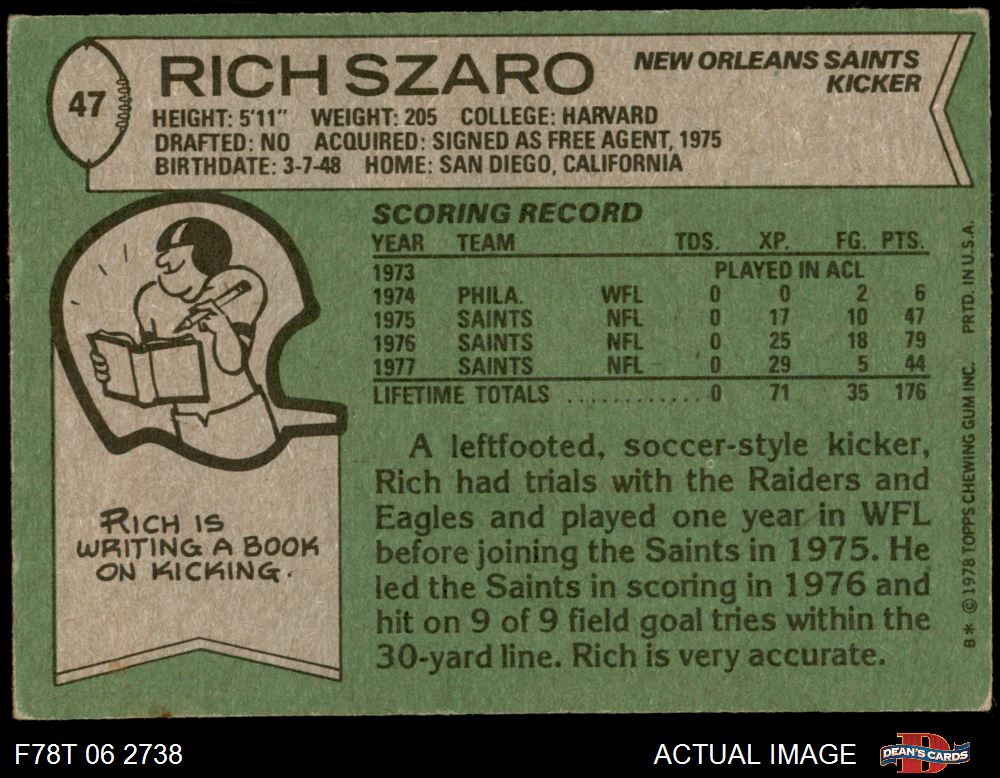 47
RICH SZARO
NEW ORLEANS SAINTS
KICKER
HEIGHT: 5'11" WEIGHT: 205 COLLEGE: HARVARD
DRAFTED: NO ACQUIRED: SIGNED AS FREE AGENT, 1975
BIRTHDATE: 3-7-48 HOME: SAN DIEGO, CALIFORNIA
SCORING RECORD
YEAR TEAM TDS. XP. FG. PTS.
1973 PLAYED IN ACL
1974 PHILA. WFL 0 0 2 6
1975 SAINTS NFL 0 17 10 47
1976 SAINTS NFL 0 25 18 79
1977 SAINTS NFL 0 29 5 44
LIFETIME TOTALS ............ 0 71 35 176
A leftfooted, soccer-style kicker,
Rich had trials with the Raiders and
Eagles and played one year in WFL
before joining the Saints in 1975. He
led the Saints in scoring in 1976 and
hit on 9 of 9 field goal tries within the
30-yard line. Rich is very accurate.
RICH IS
WRITING A BOOK
ON KICKING.
B* © 1978 TOPPS CHEWING GUM INC. PRTD. IN U.S.A.
F78T 06 2738
ACTUAL IMAGE
D
DEAN'S CARDS